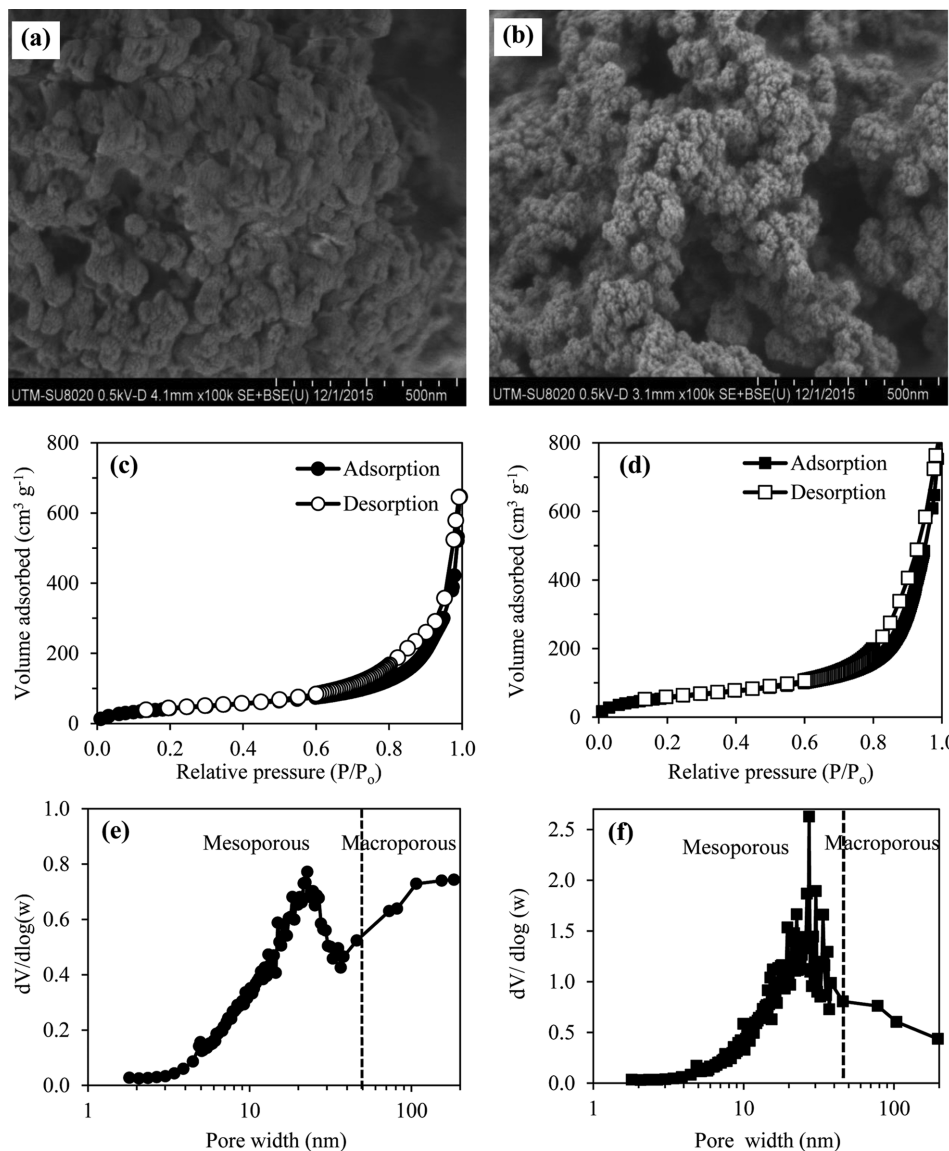 (a)
(b)
UTM-SU8020 0.5kV-D 4.1mm x100k SE+BSE(U) 12/1/2015 500nm
UTM-SU8020 0.5kV-D 3.1mm x100k SE+BSE(U) 12/1/2015 500nm
(c)
Adsorption
Desorption
Volume adsorbed (cm³ g⁻¹)
800
600
400
200
0
0.0 0.2 0.4 0.6 0.8 1.0
Relative pressure (P/Pₒ)
(d)
Adsorption
Desorption
Volume adsorbed (cm³ g⁻¹)
800
600
400
200
0
0.0 0.2 0.4 0.6 0.8 1.0
Relative pressure (P/Pₒ)
(e)
Mesoporous
Macroporous
dV/dlog(w)
1.0
0.8
0.6
0.4
0.2
0.0
1 10 100
Pore width (nm)
(f)
Mesoporous
Macroporous
dV/ dlog (w)
2.5
2.0
1.5
1.0
0.5
0.0
1 10 100
Pore width (nm)